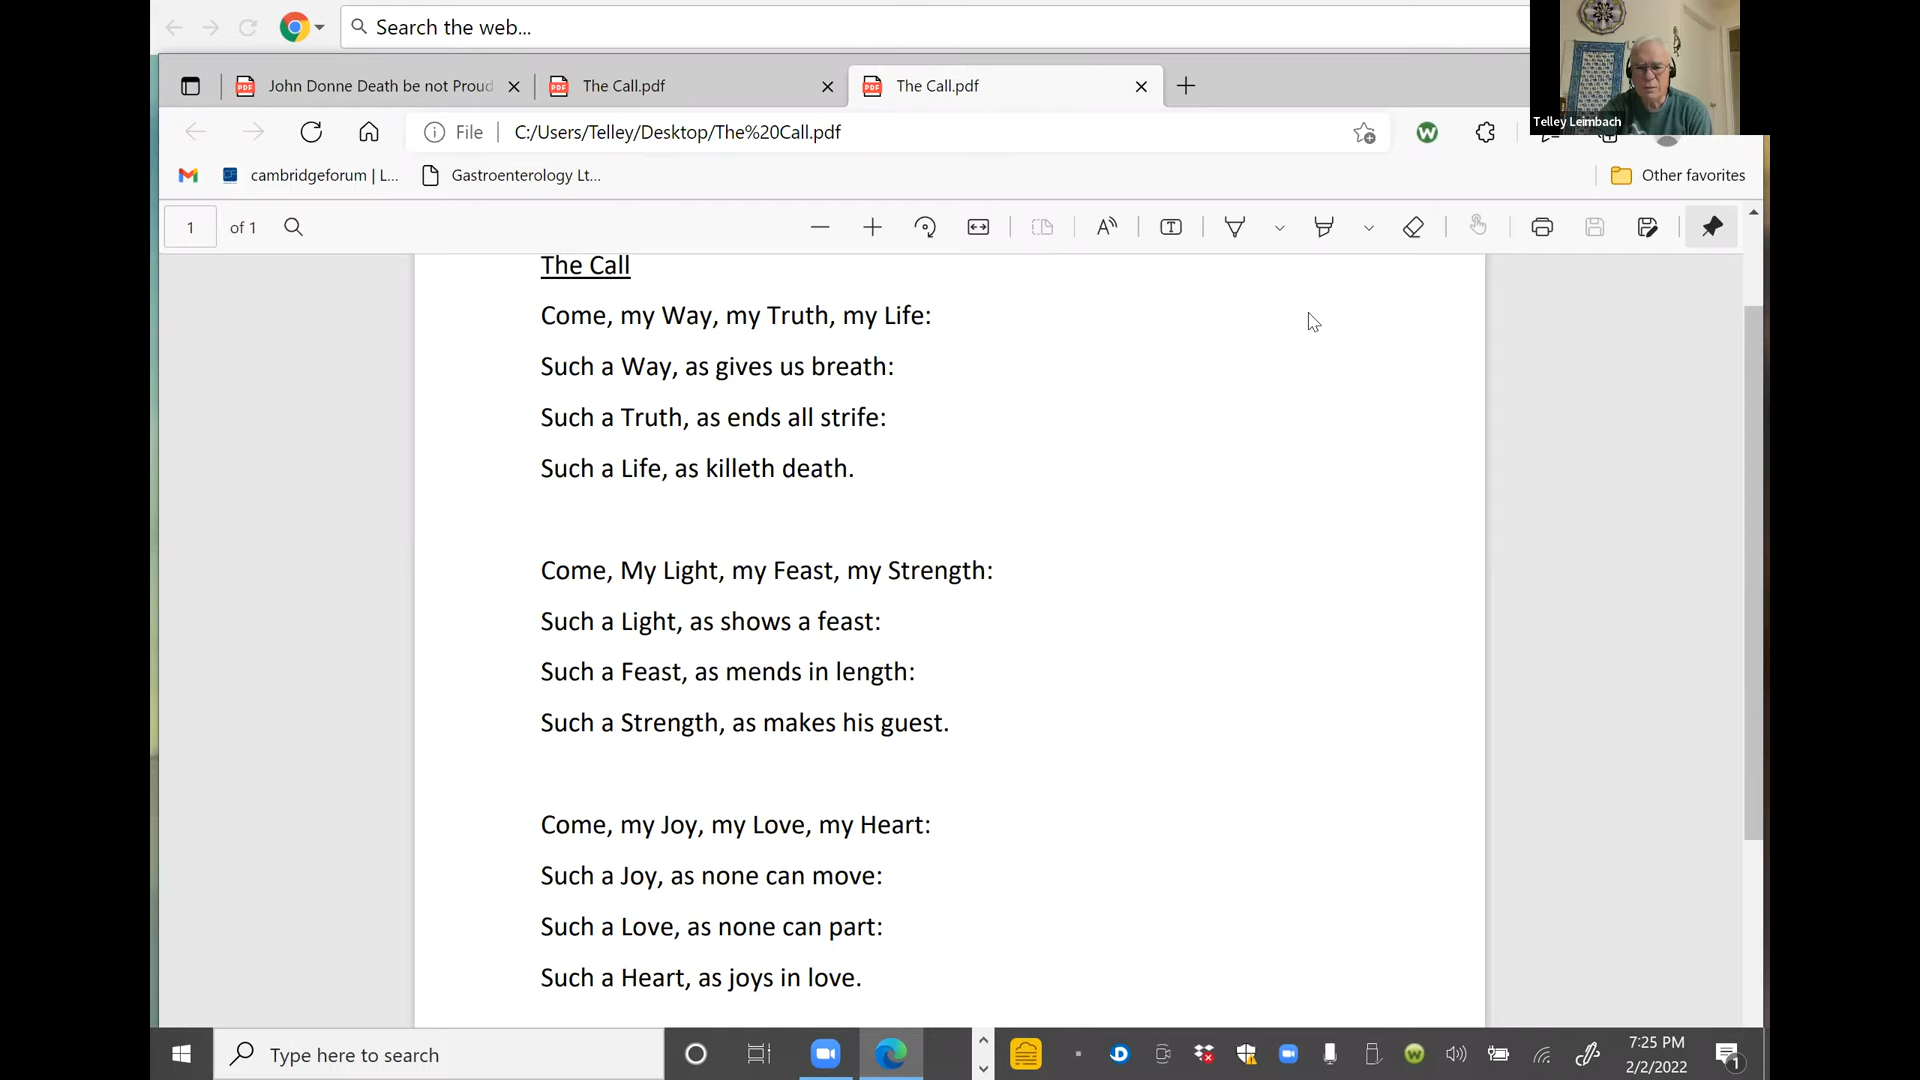 Search the web...
John Donne Death be not Proud
The Call.pdf
The Call.pdf
Telley Leimbach
File
C:/Users/Telley/Desktop/The%20Call.pdf
cambridgeforum | L...
Gastroenterology Lt...
Other favorites
1 of 1
The Call
Come, my Way, my Truth, my Life:
Such a Way, as gives us breath:
Such a Truth, as ends all strife:
Such a Life, as killeth death.
Come, My Light, my Feast, my Strength:
Such a Light, as shows a feast:
Such a Feast, as mends in length:
Such a Strength, as makes his guest.
Come, my Joy, my Love, my Heart:
Such a Joy, as none can move:
Such a Love, as none can part:
Such a Heart, as joys in love.
Type here to search
7:25 PM
2/2/2022
1